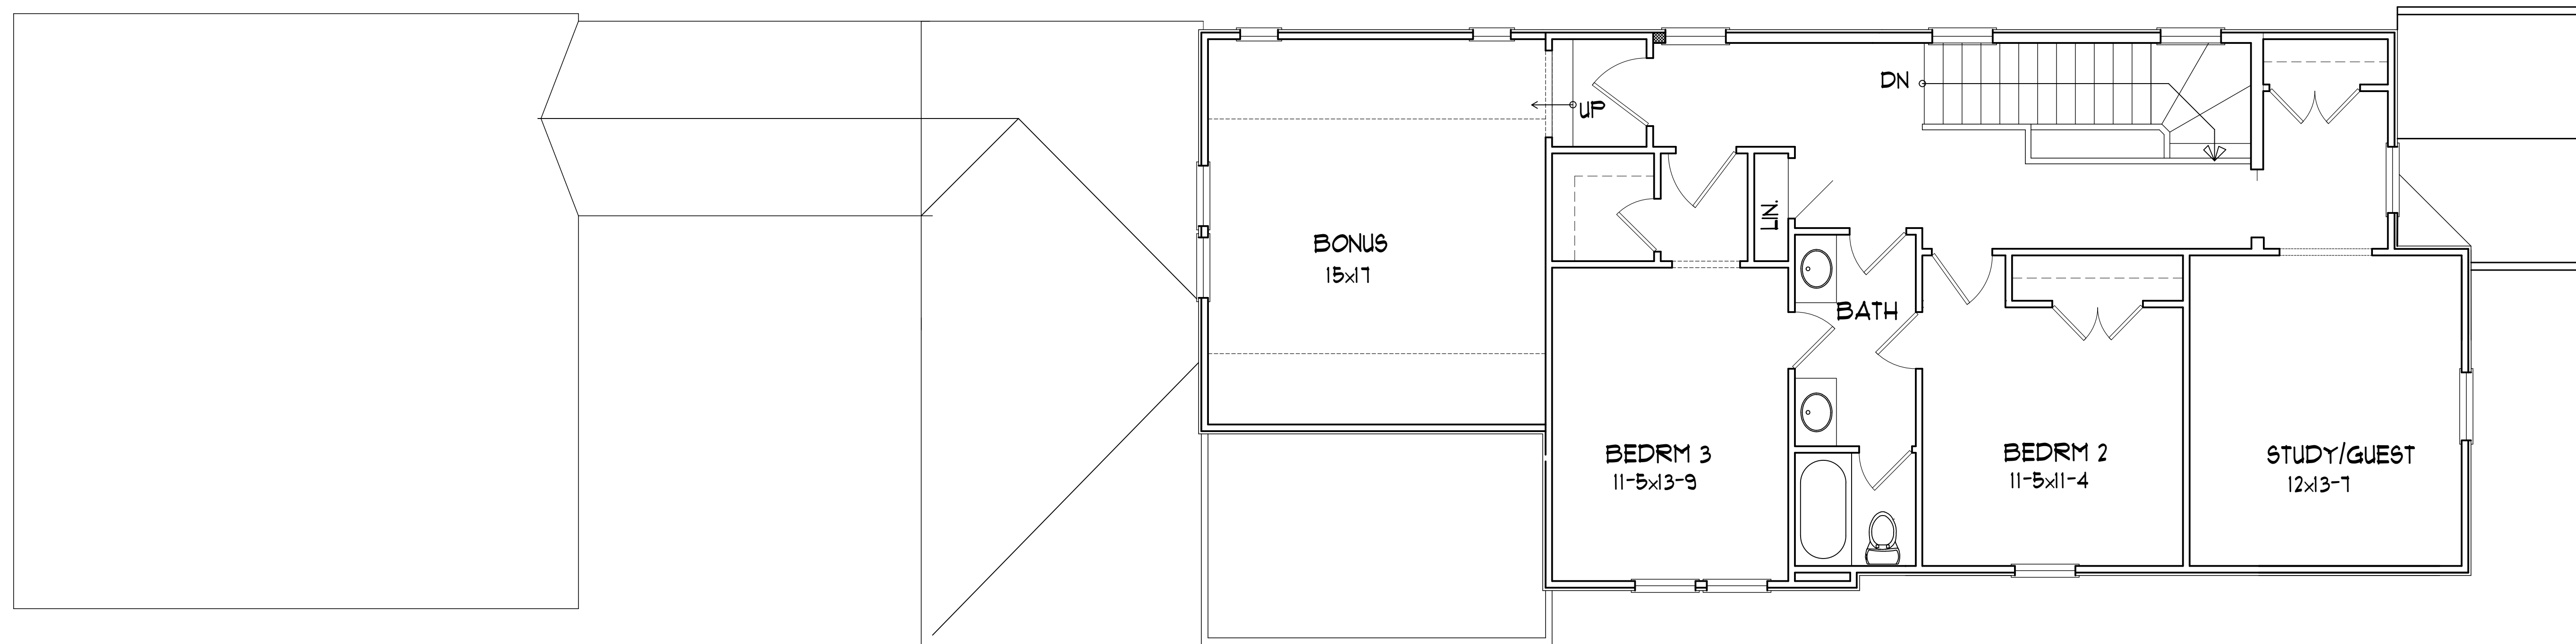 DN
UP
LIN.
BONUS
15x17
BATH
BEDRM 3
11-5x13-9
BEDRM 2
11-5x11-4
STUDY/GUEST
12x13-7